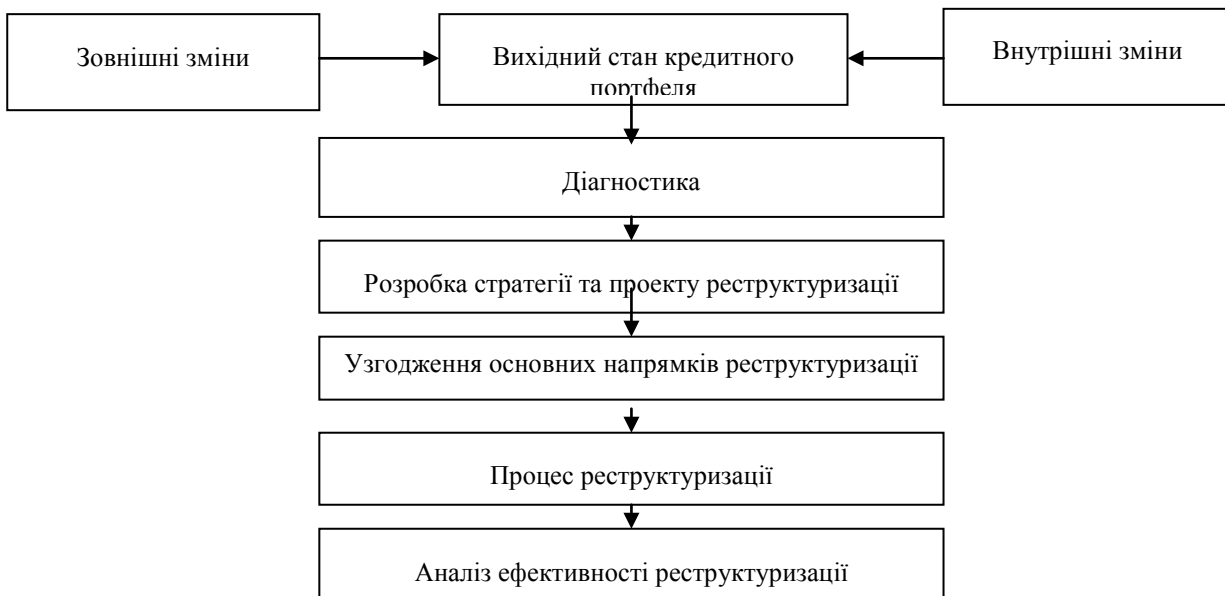 Зовнішні зміни
Вихідний стан кредитного
портфеля
Внутрішні зміни
Діагностика
Розробка стратегії та проекту реструктуризації
Узгодження основних напрямків реструктуризації
Процес реструктуризації
Аналіз ефективності реструктуризації